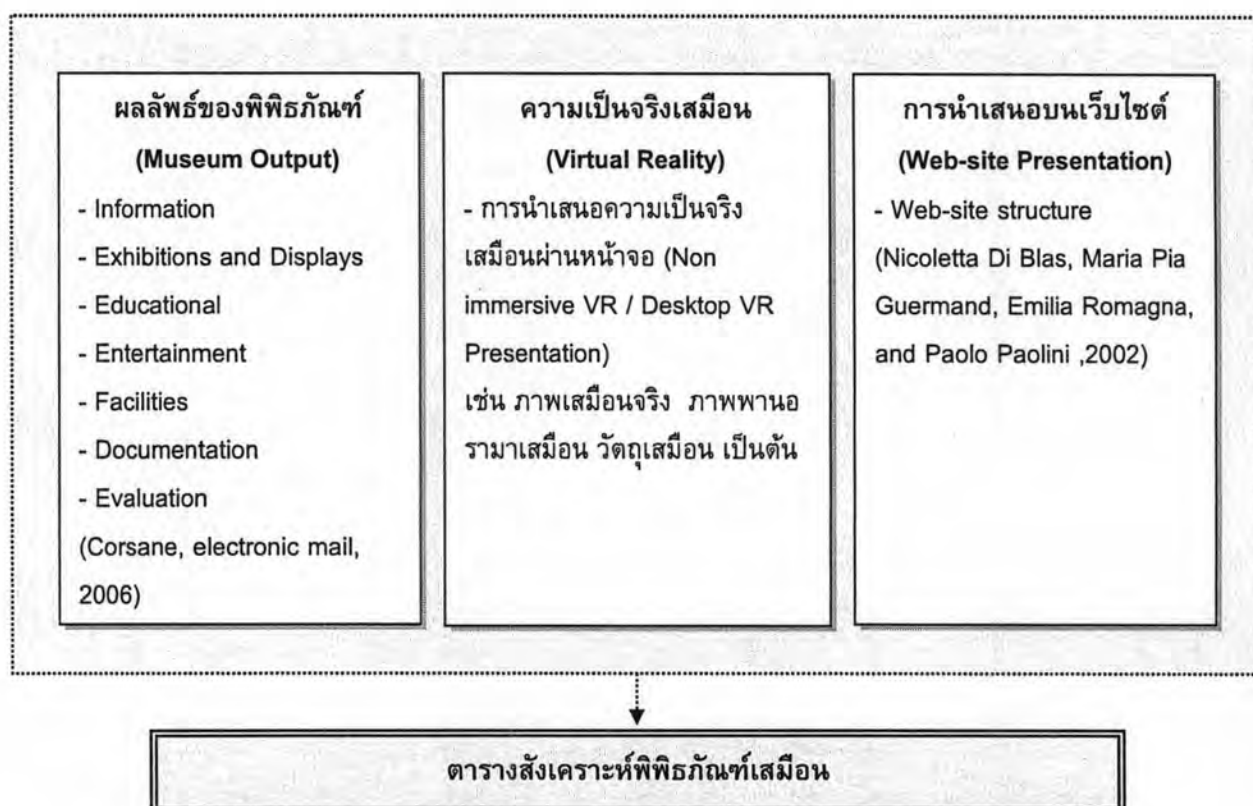 ผลลัพธ์ของพิพิธภัณฑ์
(Museum Output)
- Information
- Exhibitions and Displays
- Educational
- Entertainment
- Facilities
- Documentation
- Evaluation
(Corsane, electronic mail,
2006)
ความเป็นจริงเสมือน
(Virtual Reality)
- การนำเสนอความเป็นจริง
เสมือนผ่านหน้าจอ (Non
immersive VR / Desktop VR
Presentation)
เช่น ภาพเสมือนจริง ภาพพานอ
รามาเสมือน วัตถุเสมือน เป็นต้น
การนำเสนอบนเว็บไซต์
(Web-site Presentation)
- Web-site structure
(Nicoletta Di Blas, Maria Pia
Guermand, Emilia Romagna,
and Paolo Paolini ,2002)
ตารางสังเคราะห์พิพิธภัณฑ์เสมือน